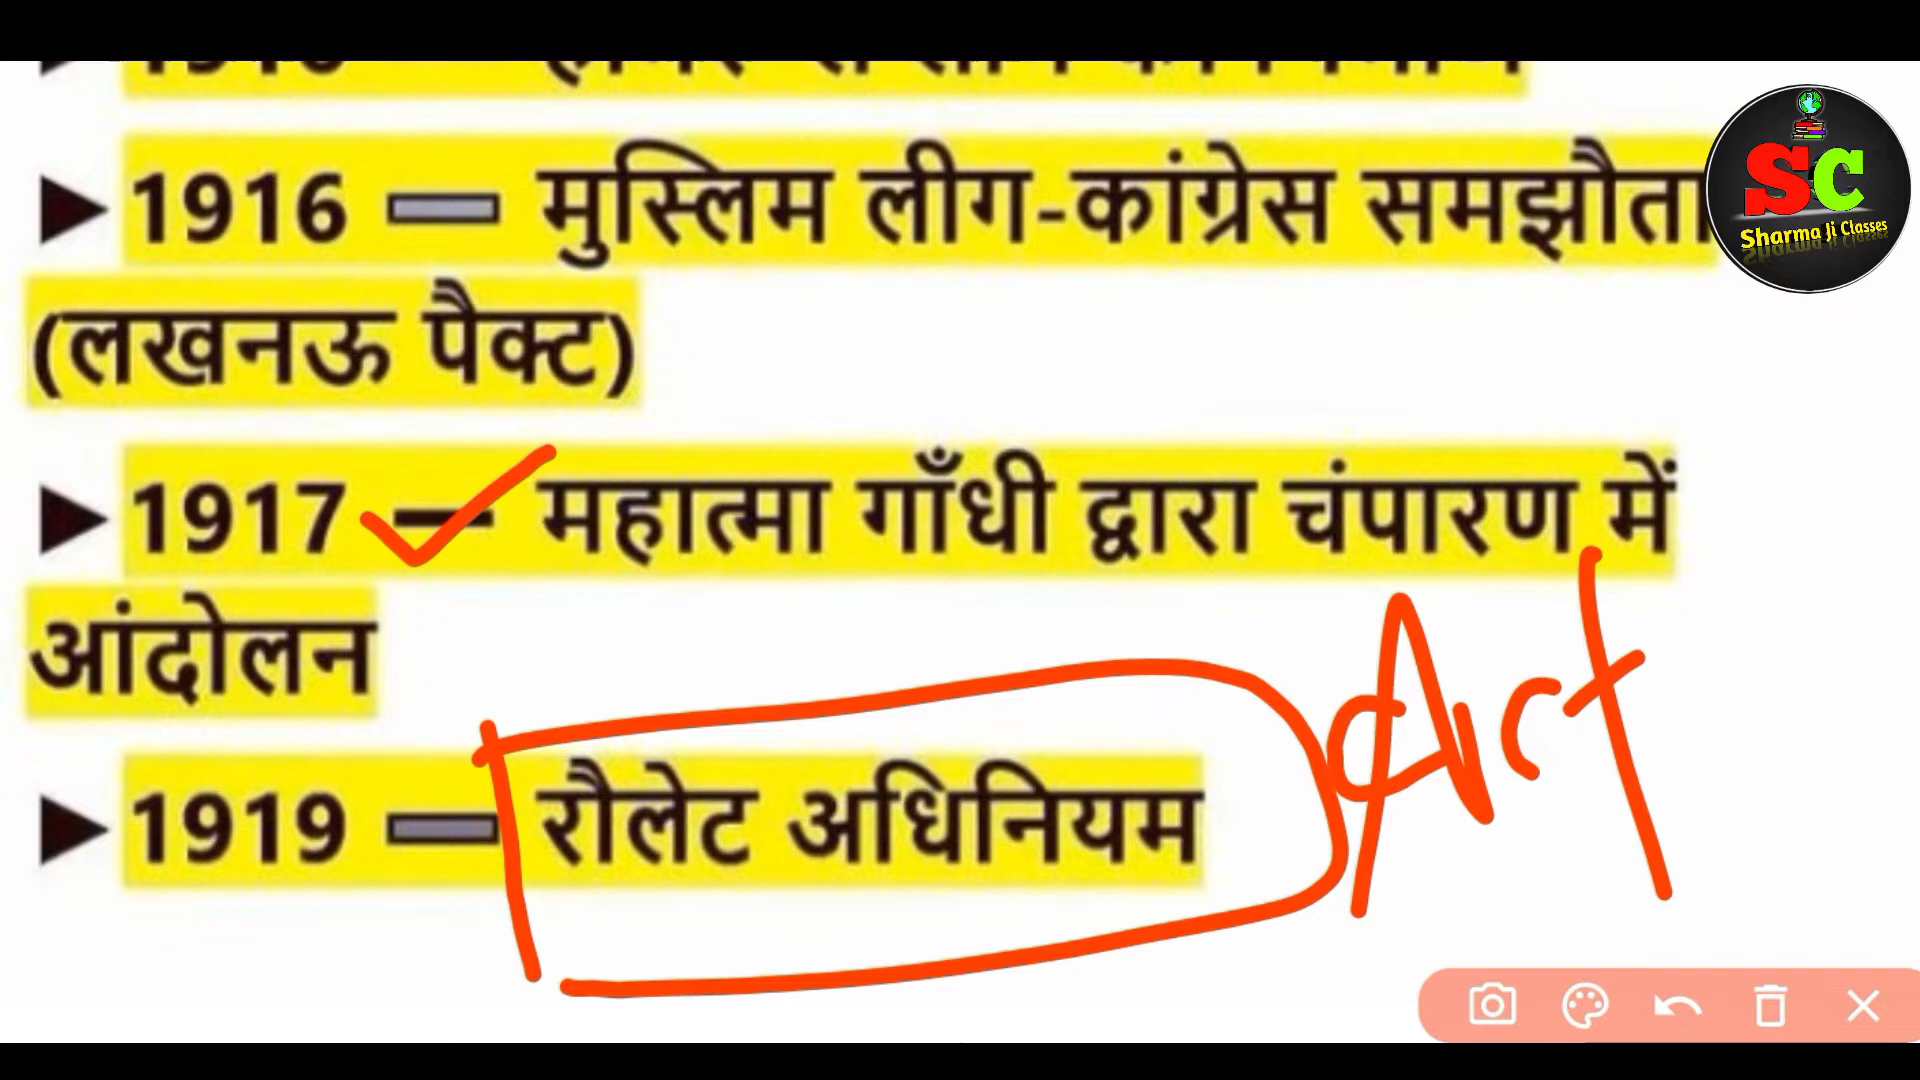 ► 1916 — मुस्लिम लीग-कांग्रेस समझौता
(लखनऊ पैक्ट)
► 1917 — महात्मा गाँधी द्वारा चंपारण में
आंदोलन
► 1919 — रौलेट अधिनियम
Act
SC
Sharma Ji Classes